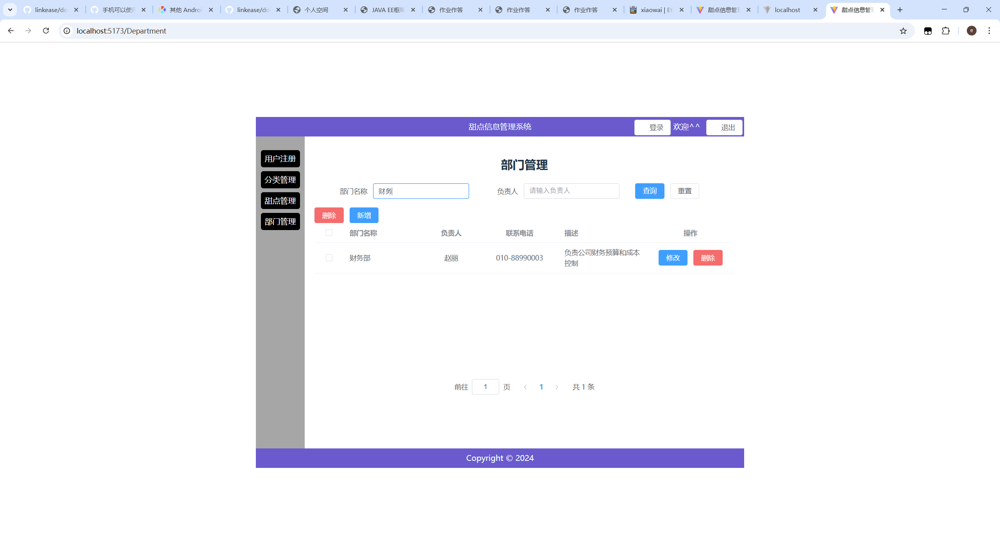 linkease/do
手机可以使用
其他 Androi
linkease/do
个人空间
JAVA EE框架
作业作答
作业作答
作业作答
xiaowai | Et
甜点信息管理
localhost
甜点信息管理
localhost:5173/Department
e
甜点信息管理系统
登录
欢迎^^
退出
用户注册
分类管理
甜点管理
部门管理
部门管理
部门名称 财务
负责人 请输入负责人
查询
重置
删除 新增
部门名称 负责人 联系电话 描述 操作
财务部 赵丽 010-88990003 负责公司财务预算和成本
控制
修改 删除
前往 1 页 1 共 1 条
Copyright © 2024